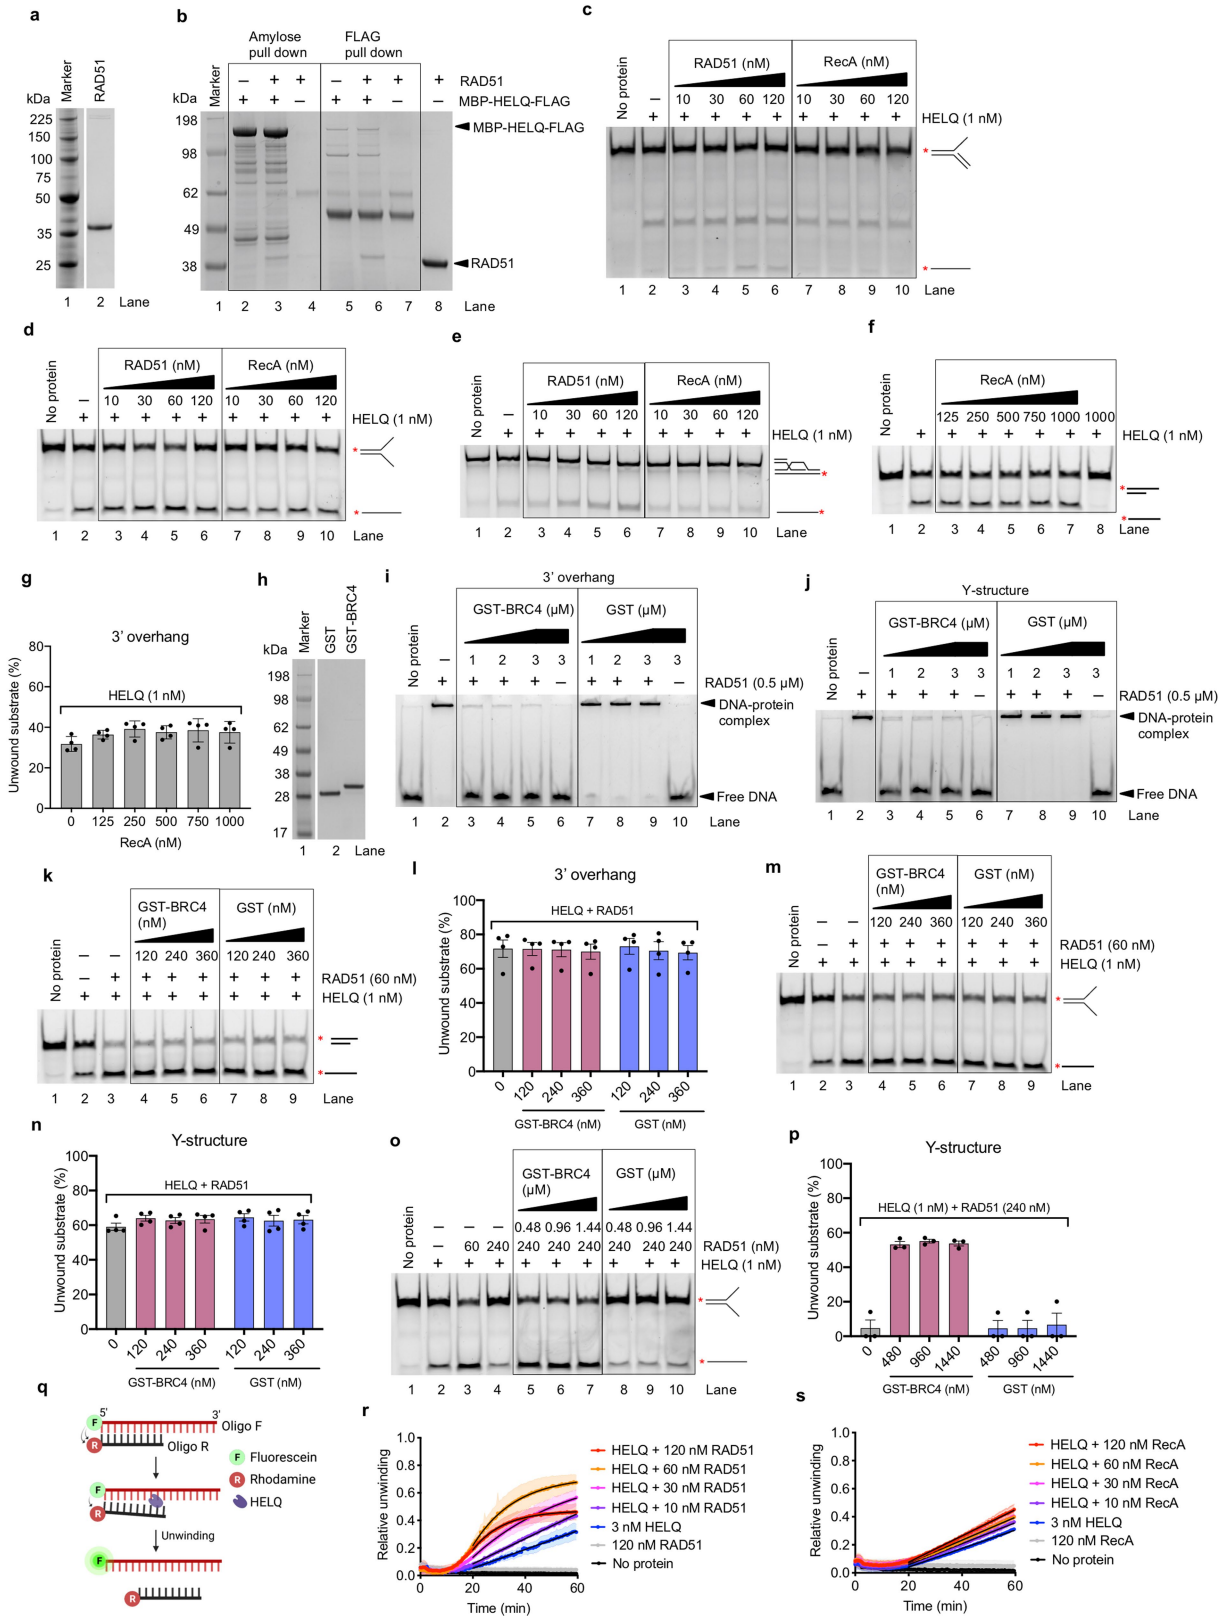 a
Marker
RAD51
kDa
225
150
100
75
50
35
25
1 2 Lane
b
Amylose pull down
FLAG pull down
Marker
– + + – + + + RAD51
+ + – + + – – MBP-HELQ-FLAG
kDa
198
98
62
49
38
MBP-HELQ-FLAG
RAD51
1 2 3 4 5 6 7 8 Lane
c
No protein
RAD51 (nM) RecA (nM)
– 10 30 60 120 10 30 60 120
+ + + + + + + + + HELQ (1 nM)
*
*
1 2 3 4 5 6 7 8 9 10
d
No protein
RAD51 (nM) RecA (nM)
– 10 30 60 120 10 30 60 120
+ + + + + + + + + HELQ (1 nM)
*
*
1 2 3 4 5 6 7 8 9 10 Lane
e
No protein
RAD51 (nM) RecA (nM)
– 10 30 60 120 10 30 60 120
+ + + + + + + + + HELQ (1 nM)
*
*
1 2 3 4 5 6 7 8 9 10 Lane
f
No protein
RecA (nM)
125 250 500 750 1000 1000
+ + + + + + HELQ (1 nM)
*
*
1 2 3 4 5 6 7 8 Lane
g
3' overhang
HELQ (1 nM)
Unwound substrate (%)
80
60
40
20
0
0 125 250 500 750 1000
RecA (nM)
h
Marker
GST
GST-BRC4
kDa
198
98
62
49
38
28
17
1 2 Lane
i
3' overhang
No protein
GST-BRC4 (µM) GST (µM)
– 1 2 3 3 1 2 3 3
+ + + + – + + + – RAD51 (0.5 µM)
DNA-protein complex
Free DNA
1 2 3 4 5 6 7 8 9 10 Lane
j
Y-structure
No protein
GST-BRC4 (µM) GST (µM)
– 1 2 3 3 1 2 3 3
+ + + + – + + + – RAD51 (0.5 µM)
DNA-protein complex
Free DNA
1 2 3 4 5 6 7 8 9 10 Lane
k
No protein
GST-BRC4 (nM) GST (nM)
– – 120 240 360 120 240 360
– + + + + + + + RAD51 (60 nM)
+ + + + + + + + HELQ (1 nM)
*
*
1 2 3 4 5 6 7 8 9 Lane
l
3' overhang
HELQ + RAD51
Unwound substrate (%)
100
80
60
40
20
0
0 120 240 360 120 240 360
GST-BRC4 (nM) GST (nM)
m
No protein
GST-BRC4 (nM) GST (nM)
– – 120 240 360 120 240 360
– + + + + + + + RAD51 (60 nM)
+ + + + + + + + HELQ (1 nM)
*
*
1 2 3 4 5 6 7 8 9 Lane
n
Y-structure
HELQ + RAD51
Unwound substrate (%)
100
80
60
40
20
0
0 120 240 360 120 240 360
GST-BRC4 (nM) GST (nM)
o
No protein
GST-BRC4 (µM) GST (µM)
– – – 0.48 0.96 1.44 0.48 0.96 1.44
– 60 240 240 240 240 240 240 240 RAD51 (nM)
+ + + + + + + + + HELQ (1 nM)
*
*
1 2 3 4 5 6 7 8 9 10 Lane
p
Y-structure
HELQ (1 nM) + RAD51 (240 nM)
Unwound substrate (%)
100
80
60
40
20
0
0 480 960 1440 480 960 1440
GST-BRC4 (nM) GST (nM)
q
5' 3'
F Oligo F
R Oligo R
F Fluorescein
R Rhodamine
HELQ
F
R
Unwinding
F
R
r
Relative unwinding
1.0
0.8
0.6
0.4
0.2
0.0
0 20 40 60
Time (min)
HELQ + 120 nM RAD51
HELQ + 60 nM RAD51
HELQ + 30 nM RAD51
HELQ + 10 nM RAD51
3 nM HELQ
120 nM RAD51
No protein
s
Relative unwinding
1.0
0.8
0.6
0.4
0.2
0.0
0 20 40 60
Time (min)
HELQ + 120 nM RecA
HELQ + 60 nM RecA
HELQ + 30 nM RecA
HELQ + 10 nM RecA
3 nM HELQ
120 nM RecA
No protein